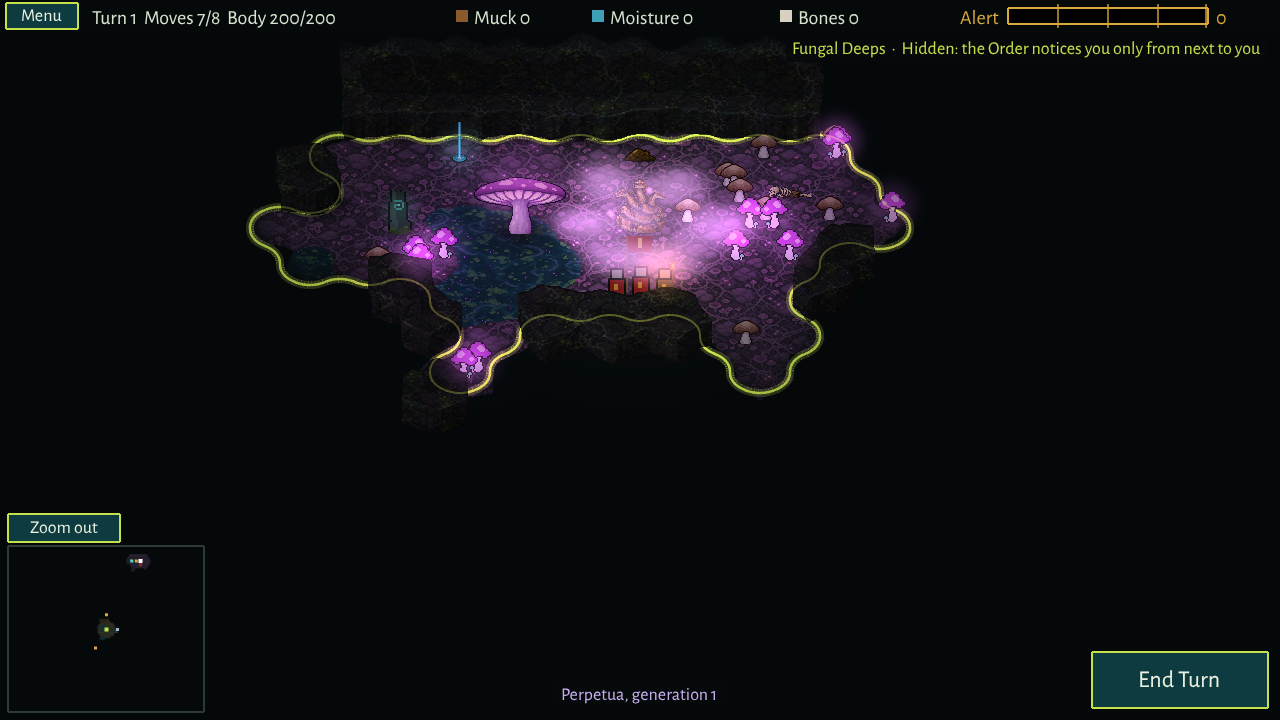 Menu
Turn 1 Moves 7/8 Body 200/200
Muck 0
Moisture 0
Bones 0
Alert
0
Fungal Deeps · Hidden: the Order notices you only from next to you
Zoom out
Perpetua, generation 1
End Turn